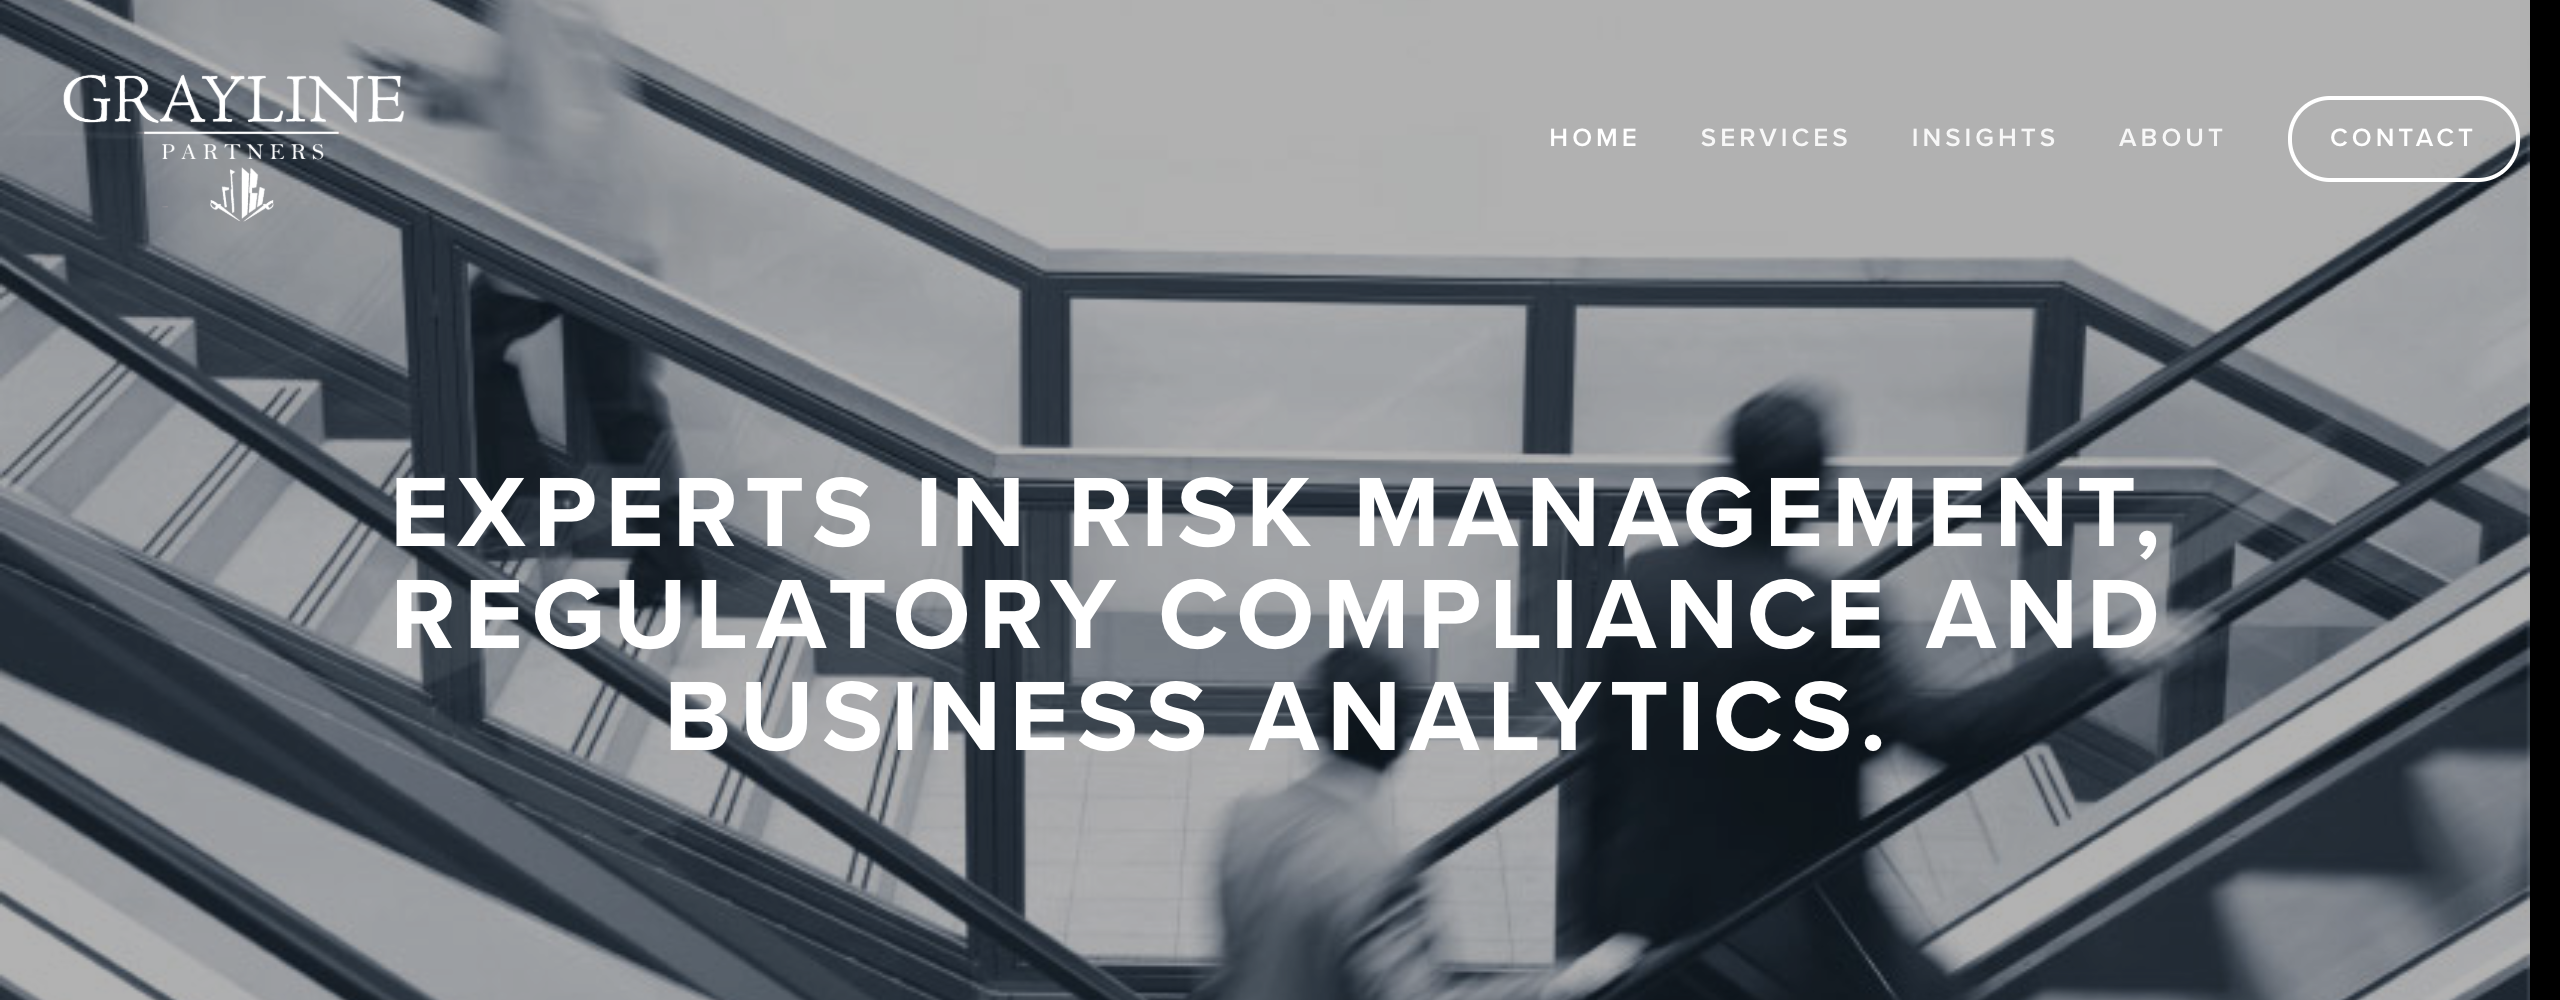 GRAYLINE
PARTNERS
HOME SERVICES INSIGHTS ABOUT CONTACT
EXPERTS IN RISK MANAGEMENT,
REGULATORY COMPLIANCE AND
BUSINESS ANALYTICS.